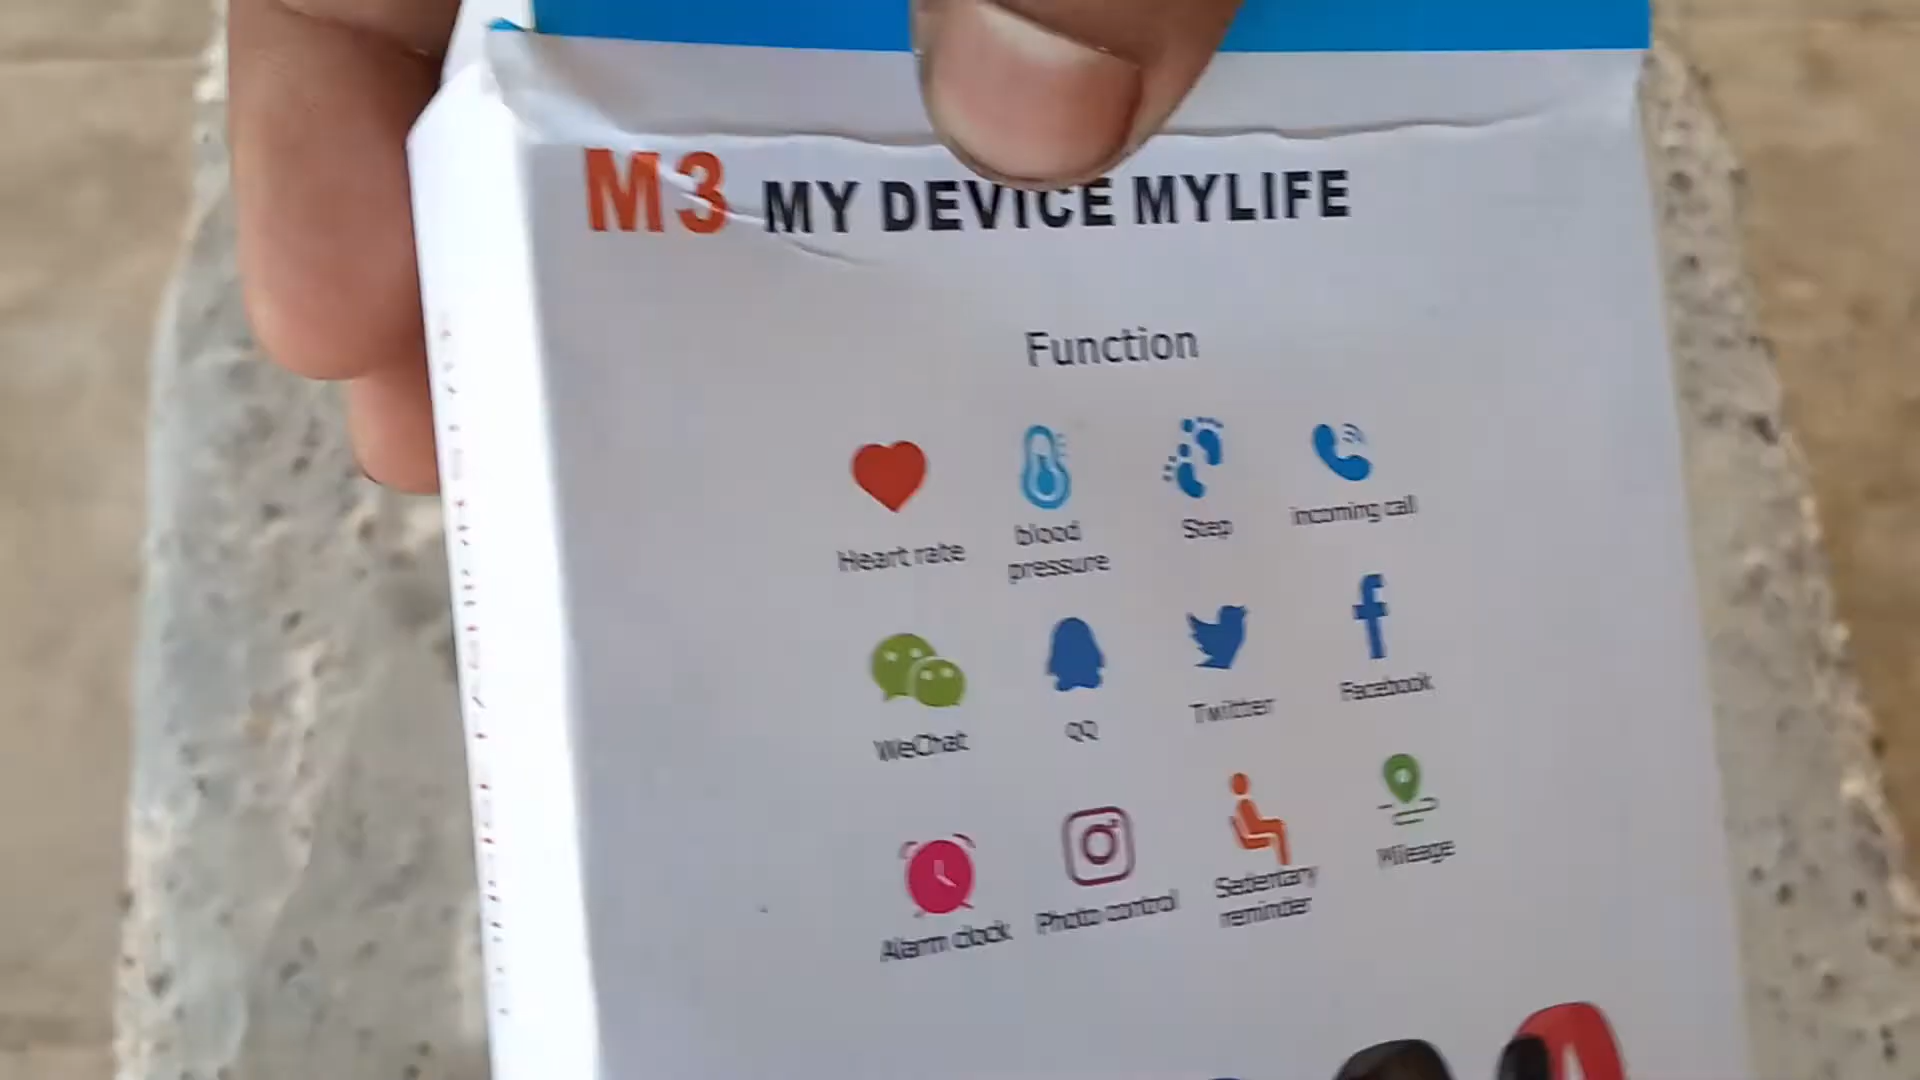 M3 MY DEVICE MYLIFE
Function
Heart rate
blood
pressure
Step
incoming call
WeChat
QQ
Twitter
Facebook
Alarm clock
Photo control
Sedentary
reminder
Mileage